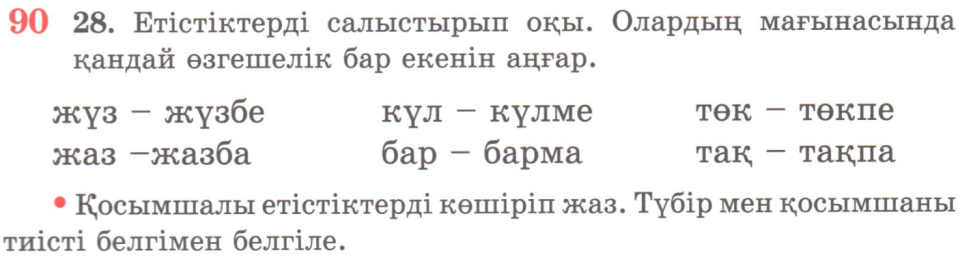 90 28. Етістіктерді салыстырып оқы. Олардың мағынасында
қандай өзгешелік бар екенін аңғар.
жүз – жүзбе күл – күлме төк – төкпе
жаз –жазба бар – барма тақ – тақпа
• Қосымшалы етістіктерді көшіріп жаз. Түбір мен қосымшаны
тиісті белгімен белгіле.